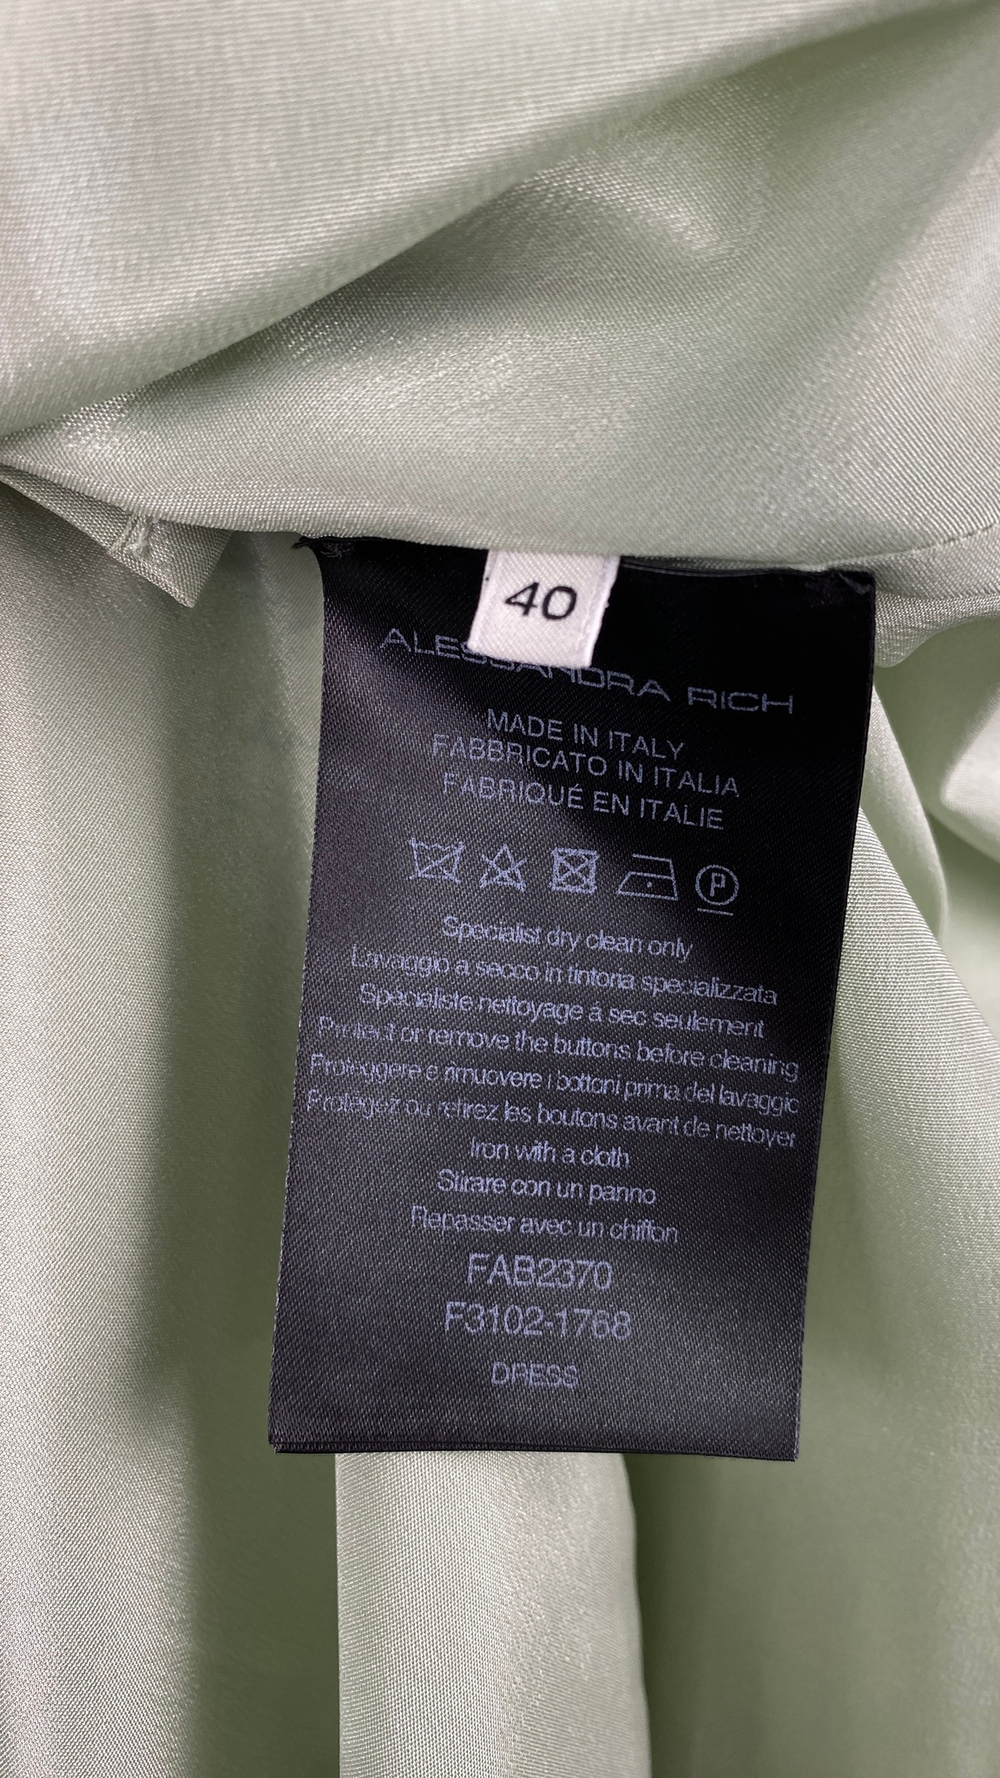 40
ALESSANDRA RICH
MADE IN ITALY
FABBRICATO IN ITALIA
FABRIQUÉ EN ITALIE
P
Specialist dry clean only
Lavaggio a secco in tintoria specializzata
Spécialiste nettoyage à sec seulement
Protect or remove the buttons before cleaning
Proteggere o rimuovere i bottoni prima del lavaggio
Protégez ou retirez les boutons avant de nettoyer
Iron with a cloth
Stirare con un panno
Repasser avec un chiffon
FAB2370
F3102-1768
DRESS